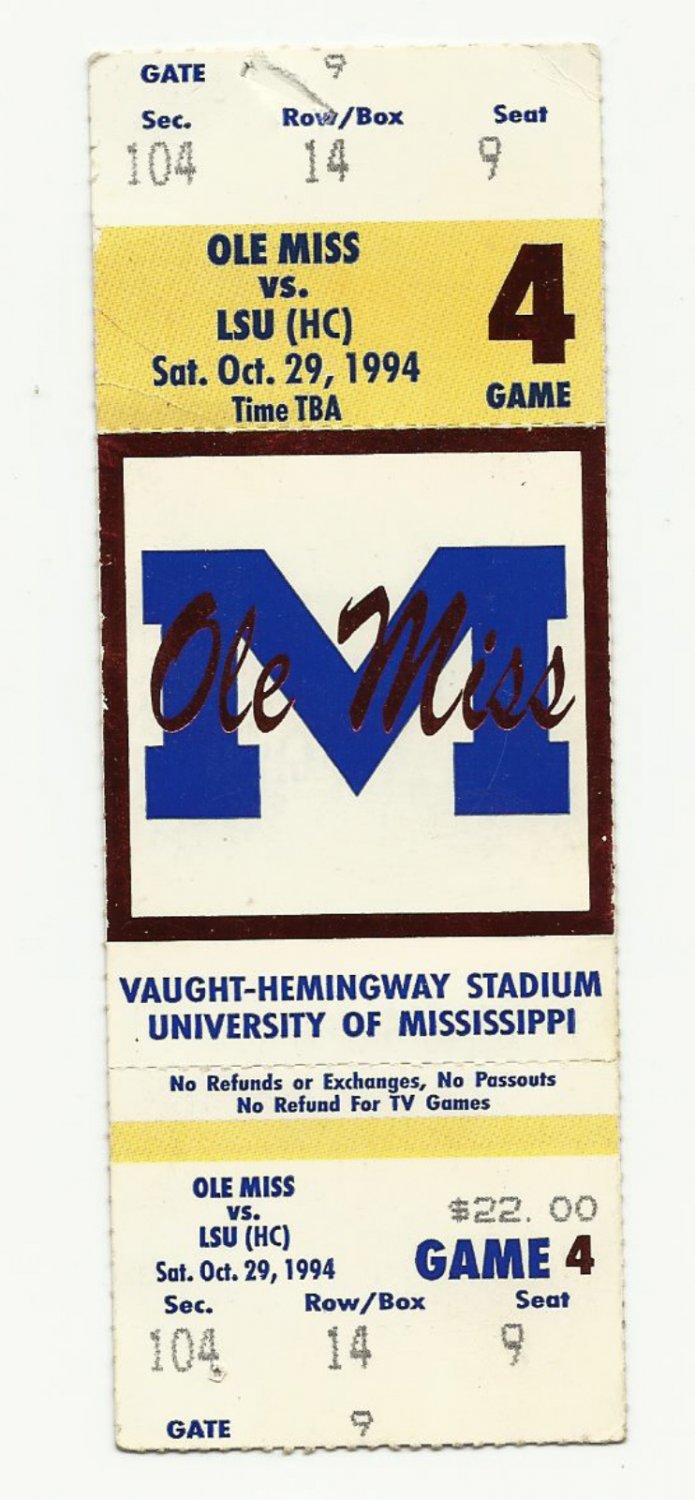 GATE 9
Sec. Row/Box Seat
104 14 9
OLE MISS
vs.
LSU (HC)
Sat. Oct. 29, 1994
Time TBA
4
GAME
M
Ole Miss
VAUGHT-HEMINGWAY STADIUM
UNIVERSITY OF MISSISSIPPI
No Refunds or Exchanges, No Passouts
No Refund For TV Games
OLE MISS
vs.
LSU (HC)
Sat. Oct. 29, 1994
$22.00
GAME 4
Sec. Row/Box Seat
104 14 9
GATE 9